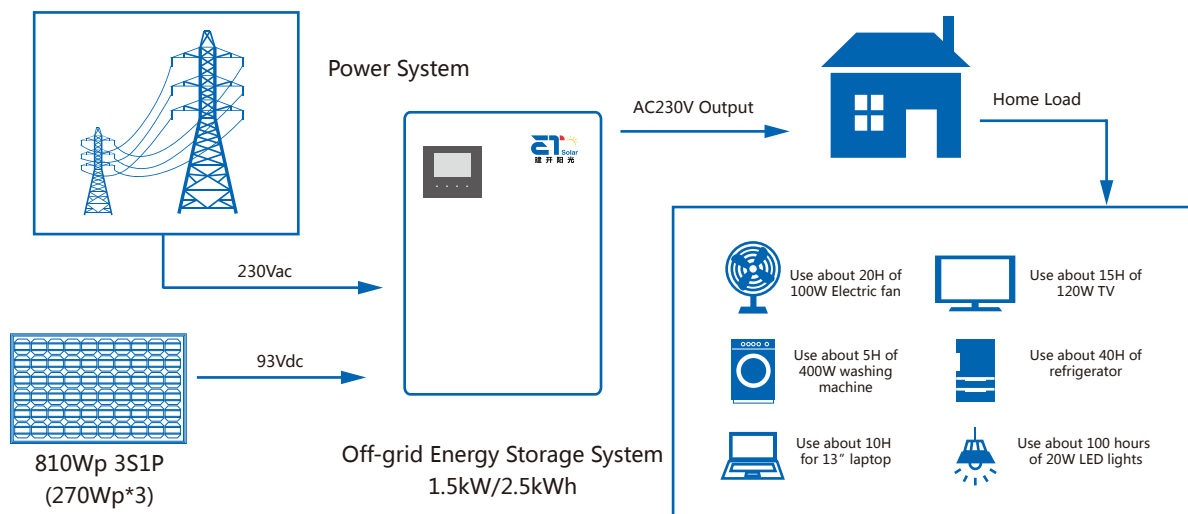 Power System
AC230V Output
Home Load
ET Solar
建开阳光
230Vac
93Vdc
810Wp 3S1P
(270Wp*3)
Off-grid Energy Storage System
1.5kW/2.5kWh
Use about 20H of
100W Electric fan
Use about 15H of
120W TV
Use about 5H of
400W washing
machine
Use about 40H of
refrigerator
Use about 10H
for 13” laptop
Use about 100 hours
of 20W LED lights